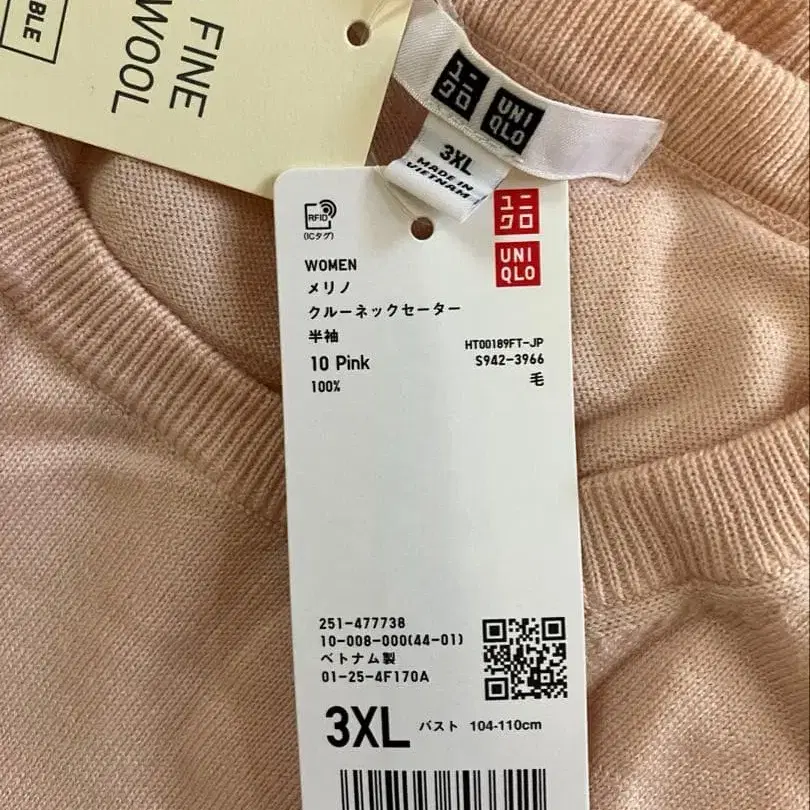 BLE
FINE
WOOL
ユニ
クロ
UNI
QLO
3XL
MADE IN
VIETNAM
RFID
(ICタグ)
ユニ
クロ
UNI
QLO
WOMEN
メリノ
クルーネックセーター
半袖
HT00189FT-JP
10 Pink S942-3966
100% 毛
251-477738
10-008-000(44-01)
ベトナム製
01-25-4F170A
3XL バスト 104-110cm